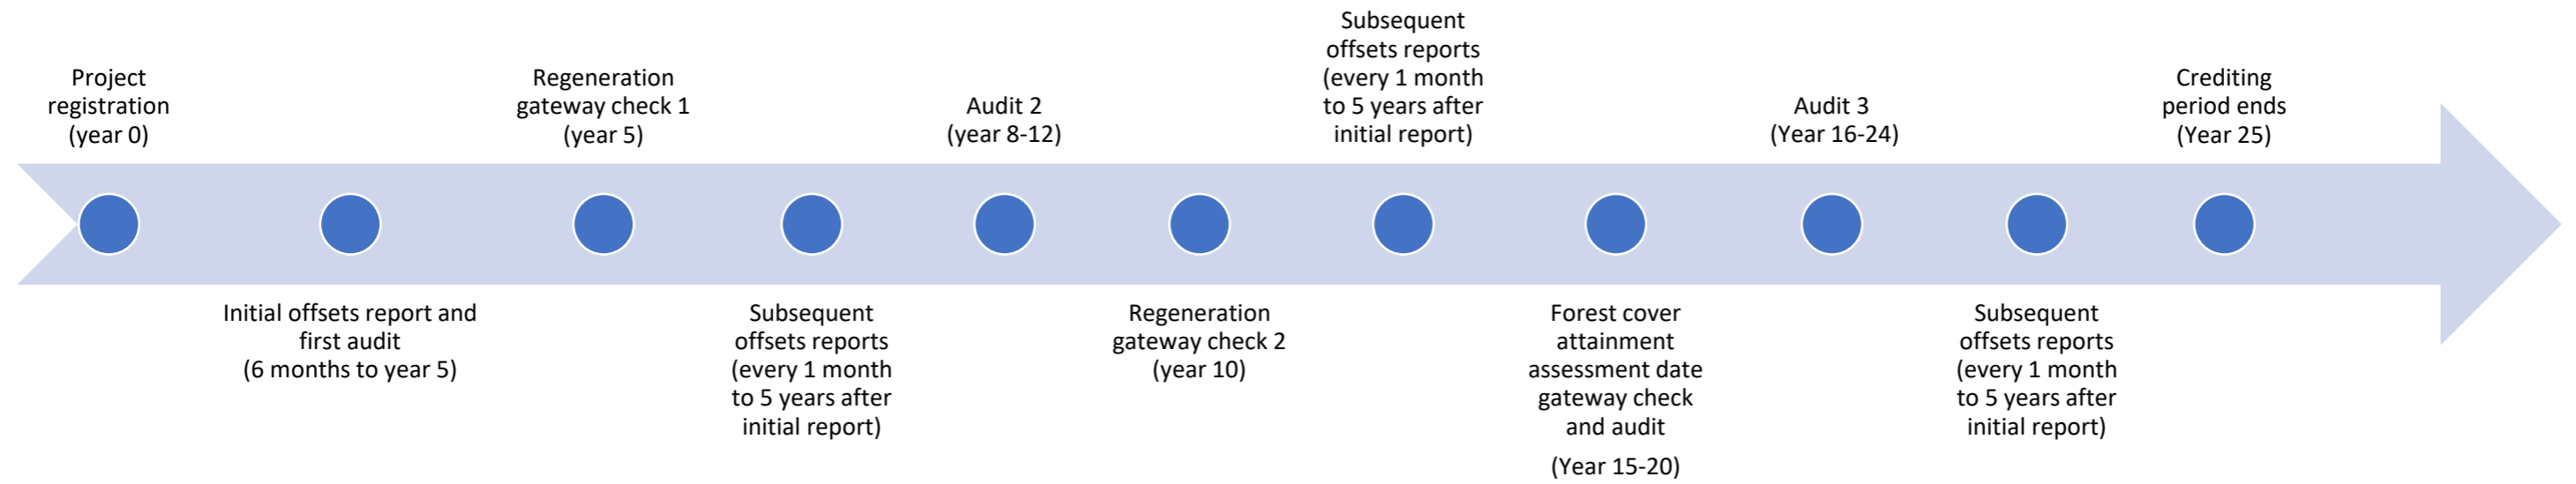 Project
registration
(year 0)
Initial offsets report and
first audit
(6 months to year 5)
Regeneration
gateway check 1
(year 5)
Subsequent
offsets reports
(every 1 month
to 5 years after
initial report)
Audit 2
(year 8-12)
Regeneration
gateway check 2
(year 10)
Subsequent
offsets reports
(every 1 month
to 5 years after
initial report)
Forest cover
attainment
assessment date
gateway check
and audit
(Year 15-20)
Audit 3
(Year 16-24)
Subsequent
offsets reports
(every 1 month
to 5 years after
initial report)
Crediting
period ends
(Year 25)